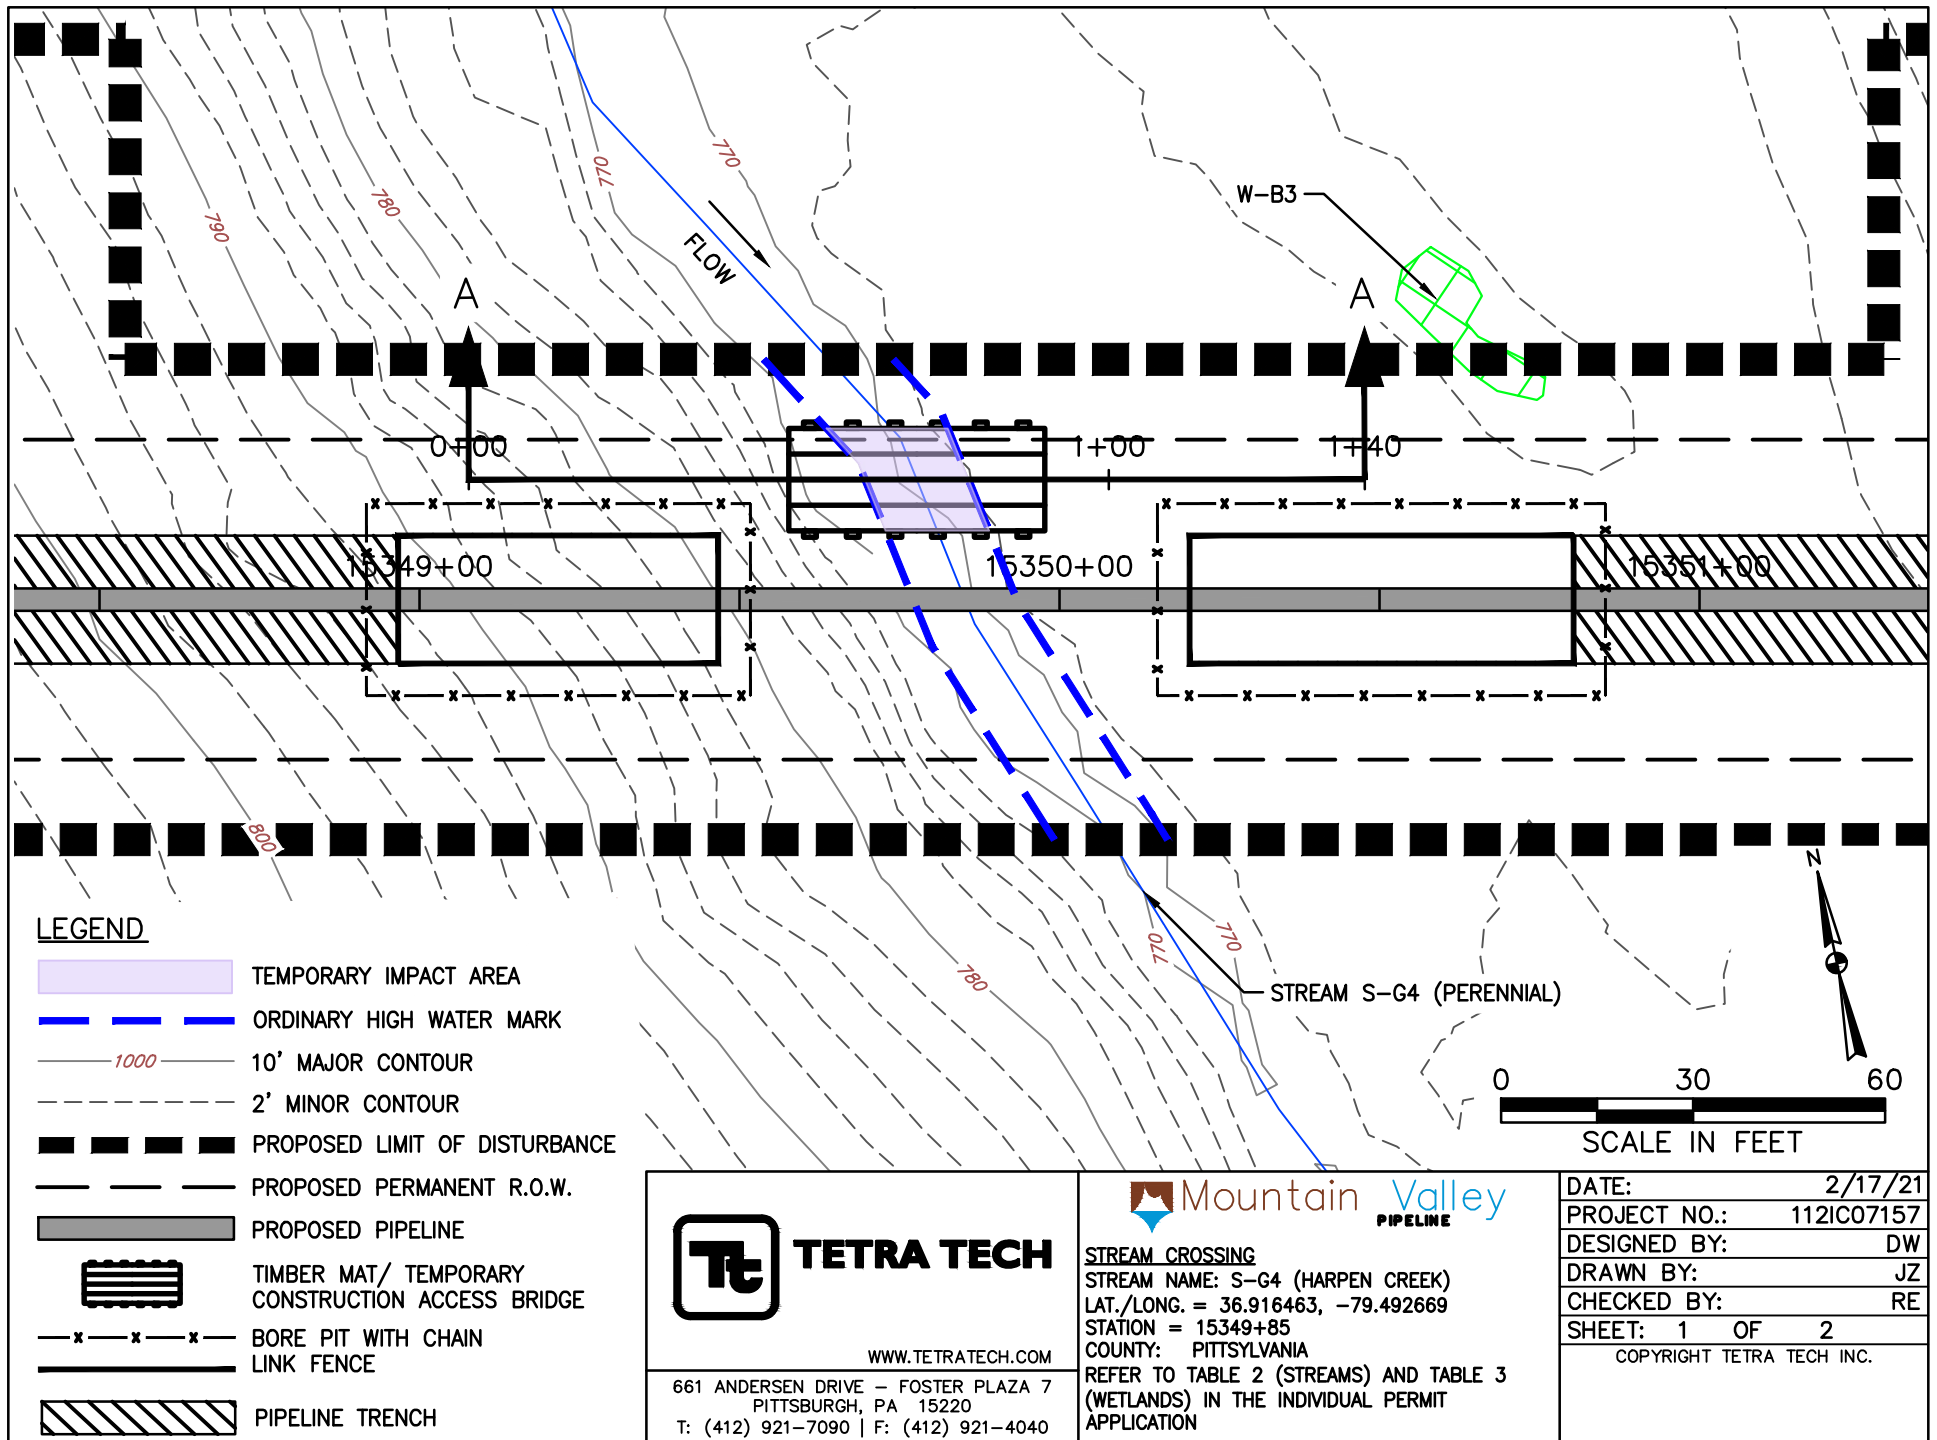 770
770
780
790
FLOW
W-B3
A
A
0+00
1+00
1+40
15349+00
15350+00
15351+00
800
N
770
770
780
STREAM S-G4 (PERENNIAL)
0 30 60
SCALE IN FEET
LEGEND
TEMPORARY IMPACT AREA
ORDINARY HIGH WATER MARK
1000
10' MAJOR CONTOUR
2' MINOR CONTOUR
PROPOSED LIMIT OF DISTURBANCE
PROPOSED PERMANENT R.O.W.
PROPOSED PIPELINE
TIMBER MAT/ TEMPORARY
CONSTRUCTION ACCESS BRIDGE
BORE PIT WITH CHAIN
LINK FENCE
PIPELINE TRENCH
Tt TETRA TECH
WWW.TETRATECH.COM
661 ANDERSEN DRIVE - FOSTER PLAZA 7
PITTSBURGH, PA 15220
T: (412) 921-7090 | F: (412) 921-4040
Mountain Valley
PIPELINE
STREAM CROSSING
STREAM NAME: S-G4 (HARPEN CREEK)
LAT./LONG. = 36.916463, -79.492669
STATION = 15349+85
COUNTY: PITTSYLVANIA
REFER TO TABLE 2 (STREAMS) AND TABLE 3
(WETLANDS) IN THE INDIVIDUAL PERMIT
APPLICATION
DATE: 2/17/21
PROJECT NO.: 112IC07157
DESIGNED BY: DW
DRAWN BY: JZ
CHECKED BY: RE
SHEET: 1 OF 2
COPYRIGHT TETRA TECH INC.